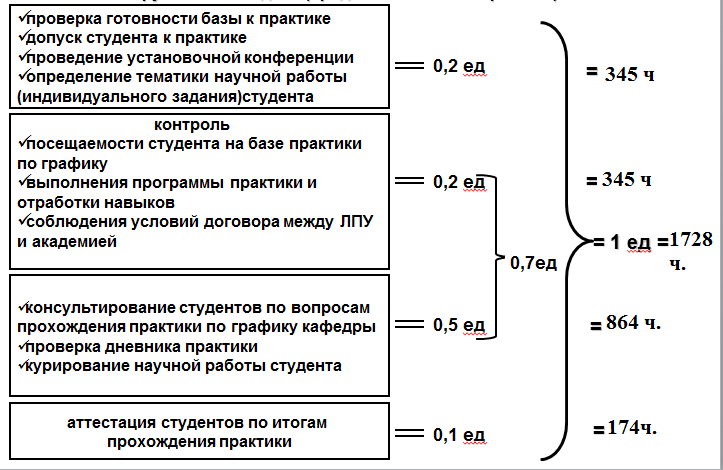 ✓проверка готовности базы к практике
✓допуск студента к практике
✓проведение установочной конференции
✓определение тематики научной работы
(индивидуального задания)студента
0,2 ед
= 345 ч
контроль
✓посещаемости студента на базе практики
по графику
✓выполнения программы практики и
отработки навыков
✓соблюдения условий договора между ЛПУ
и академией
0,2 ед
= 345 ч
0,7ед
= 1 ед =1728
ч.
✓консультирование студентов по вопросам
прохождения практики по графику кафедры
✓проверка дневника практики
✓курирование научной работы студента
0,5 ед
= 864 ч.
аттестация студентов по итогам
прохождения практики
0,1 ед
= 174ч.